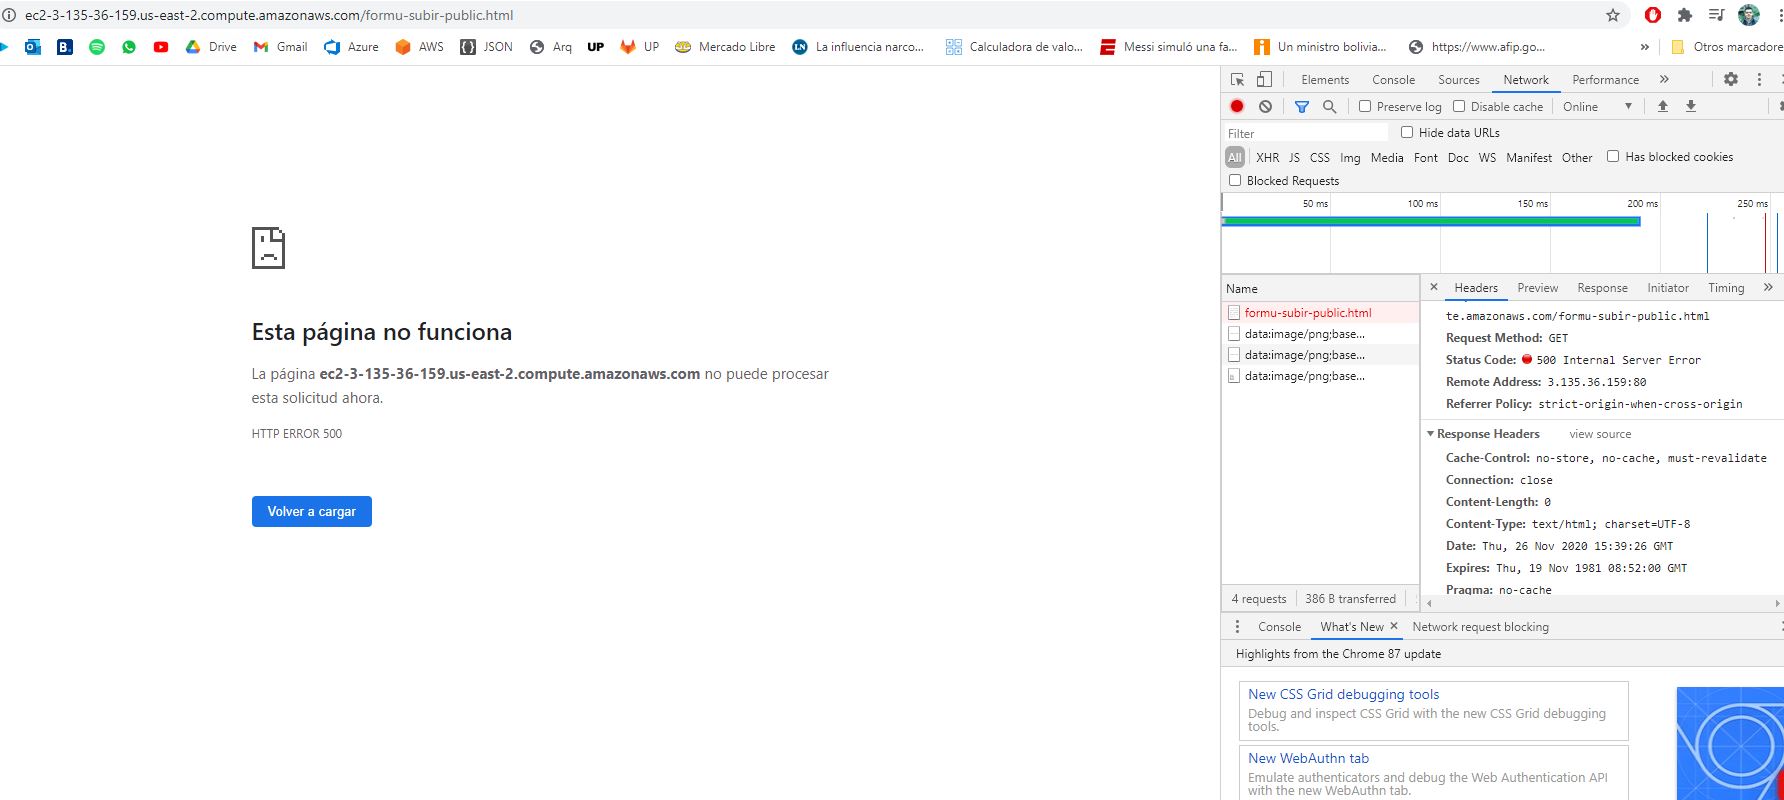 ec2-3-135-36-159.us-east-2.compute.amazonaws.com/formu-subir-public.html
B. Drive Gmail Azure AWS {} JSON Arq UP UP Mercado Libre LN La influencia narco... Calculadora de valo... E Messi simuló una fa... Un ministro bolivia... https://www.afip.go... » Otros marcadore
Elements Console Sources Network Performance »
Preserve log Disable cache Online
Filter Hide data URLs
All XHR JS CSS Img Media Font Doc WS Manifest Other Has blocked cookies
Blocked Requests
50 ms 100 ms 150 ms 200 ms 250 ms
Name
formu-subir-public.html
data:image/png;base...
data:image/png;base...
data:image/png;base...
4 requests 386 B transferred
Headers Preview Response Initiator Timing »
te.amazonaws.com/formu-subir-public.html
Request Method: GET
Status Code: 500 Internal Server Error
Remote Address: 3.135.36.159:80
Referrer Policy: strict-origin-when-cross-origin
Response Headers view source
Cache-Control: no-store, no-cache, must-revalidate
Connection: close
Content-Length: 0
Content-Type: text/html; charset=UTF-8
Date: Thu, 26 Nov 2020 15:39:26 GMT
Expires: Thu, 19 Nov 1981 08:52:00 GMT
Pragma: no-cache
Console What's New Network request blocking
Highlights from the Chrome 87 update
New CSS Grid debugging tools
Debug and inspect CSS Grid with the new CSS Grid debugging
tools.
New WebAuthn tab
Emulate authenticators and debug the Web Authentication API
with the new WebAuthn tab.
Esta página no funciona
La página ec2-3-135-36-159.us-east-2.compute.amazonaws.com no puede procesar
esta solicitud ahora.
HTTP ERROR 500
Volver a cargar